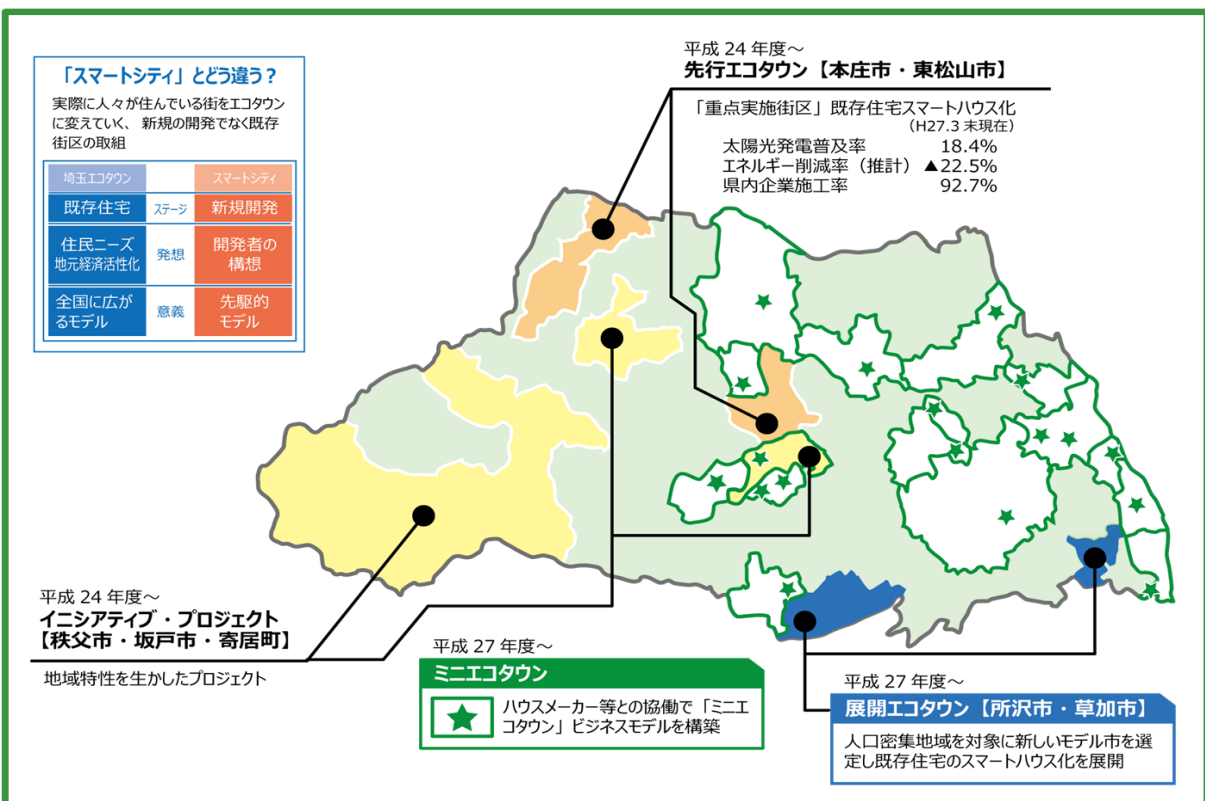 「スマートシティ」とどう違う？
実際に人々が住んでいる街をエコタウン
に変えていく、新規の開発でなく既存
街区の取組
埼玉エコタウン
スマートシティ
既存住宅
ステージ
新規開発
住民ニーズ
地元経済活性化
発想
開発者の
構想
全国に広が
るモデル
意義
先駆的
モデル
平成 24 年度～
先行エコタウン【本庄市・東松山市】
「重点実施街区」既存住宅スマートハウス化
（H27.3 末現在）
太陽光発電普及率 18.4%
エネルギー削減率（推計） ▲22.5%
県内企業施工率 92.7%
平成 24 年度～
イニシアティブ・プロジェクト
【秩父市・坂戸市・寄居町】
地域特性を生かしたプロジェクト
平成 27 年度～
ミニエコタウン
ハウスメーカー等との協働で「ミニエ
コタウン」ビジネスモデルを構築
平成 27 年度～
展開エコタウン【所沢市・草加市】
人口密集地域を対象に新しいモデル市を選
定し既存住宅のスマートハウス化を展開